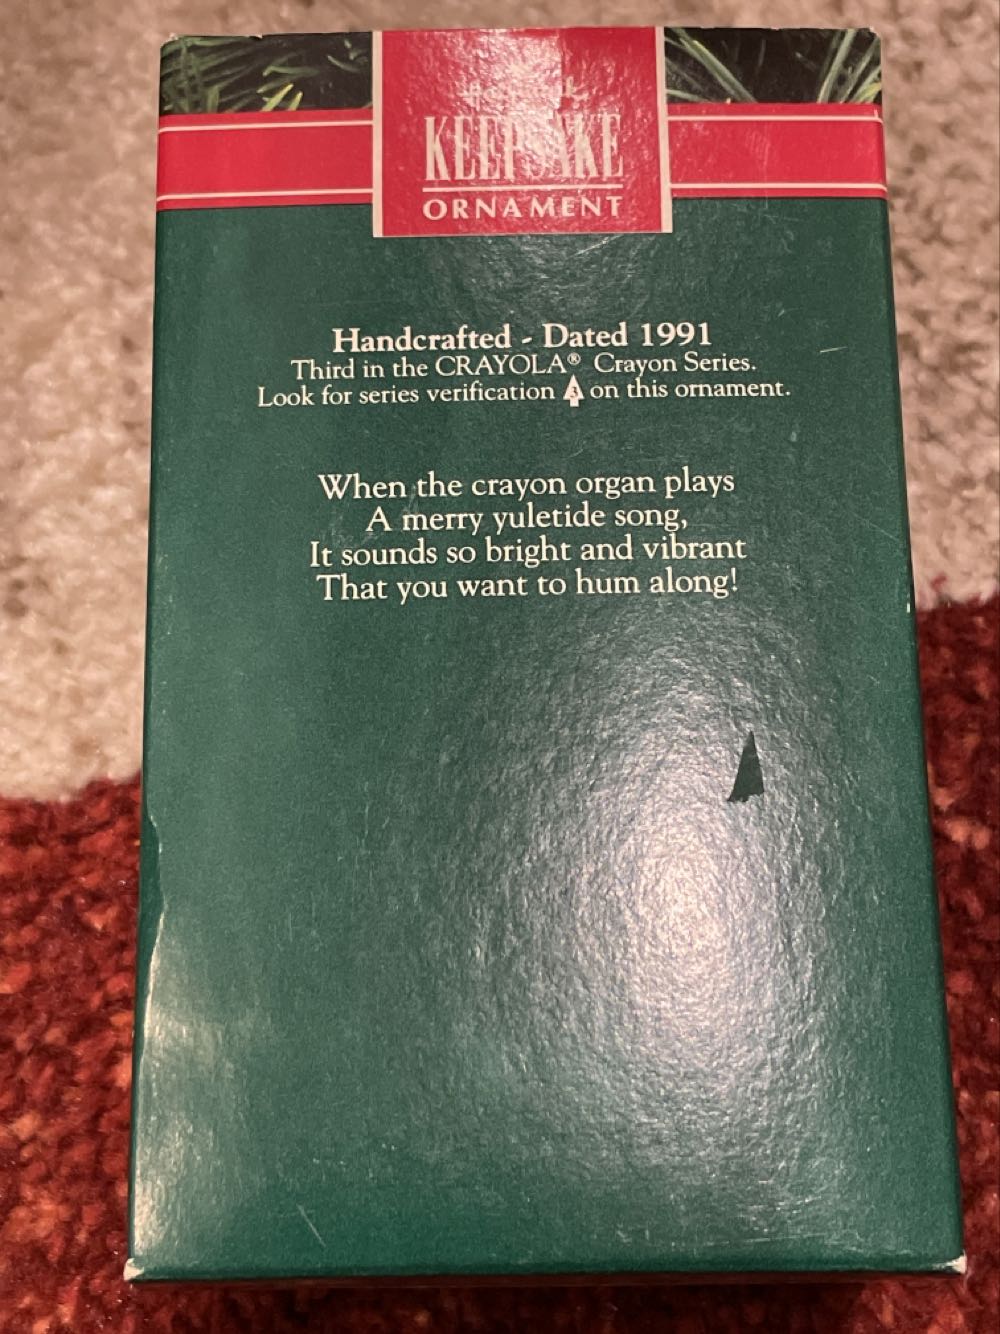 KEEPSAKE
ORNAMENT
Handcrafted - Dated 1991
Third in the CRAYOLA® Crayon Series.
Look for series verification 3 on this ornament.
When the crayon organ plays
A merry yuletide song,
It sounds so bright and vibrant
That you want to hum along!